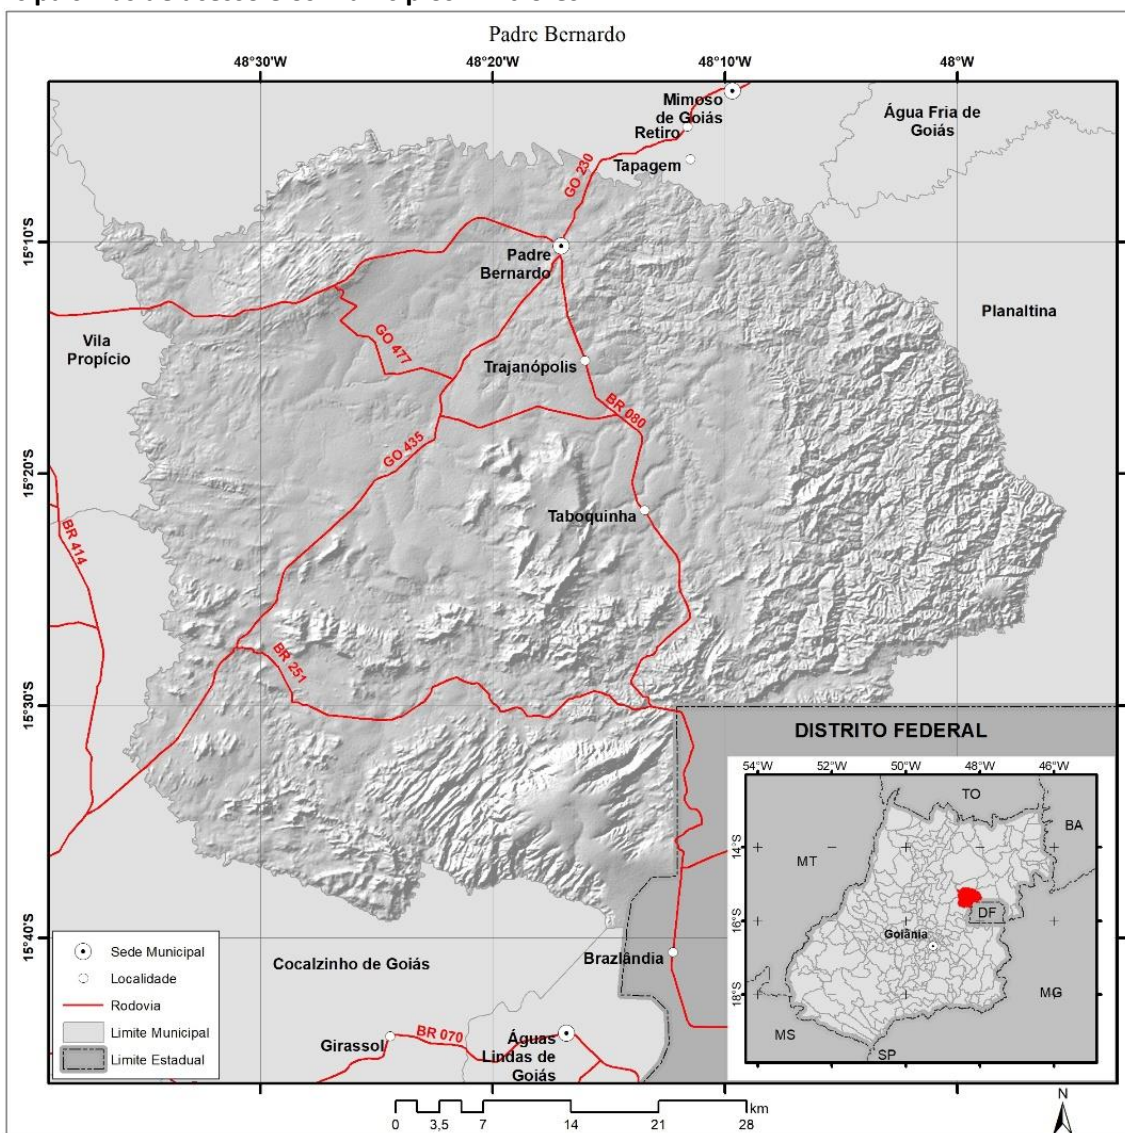 Padre Bernardo
48°30'W
48°20'W
48°10'W
48°W
Mimoso
de Goiás
Retiro
Tapagem
Água Fria de
Goiás
GO 230
15°10'S
Padre
Bernardo
Planaltina
Vila
Propício
GO 477
Trajanópolis
BR 080
GO 435
15°20'S
Taboquinha
BR 414
BR 251
15°30'S
DISTRITO FEDERAL
54°W
52°W
50°W
48°W
46°W
TO
BA
MT
14°S
DF
16°S
Goiânia
MG
18°S
MS
SP
15°40'S
Brazlândia
Cocalzinho de Goiás
Sede Municipal
Localidade
Rodovia
Limite Municipal
Limite Estadual
Girassol
BR 070
Águas
Lindas de
Goiás
km
0
3,5
7
14
21
28
N